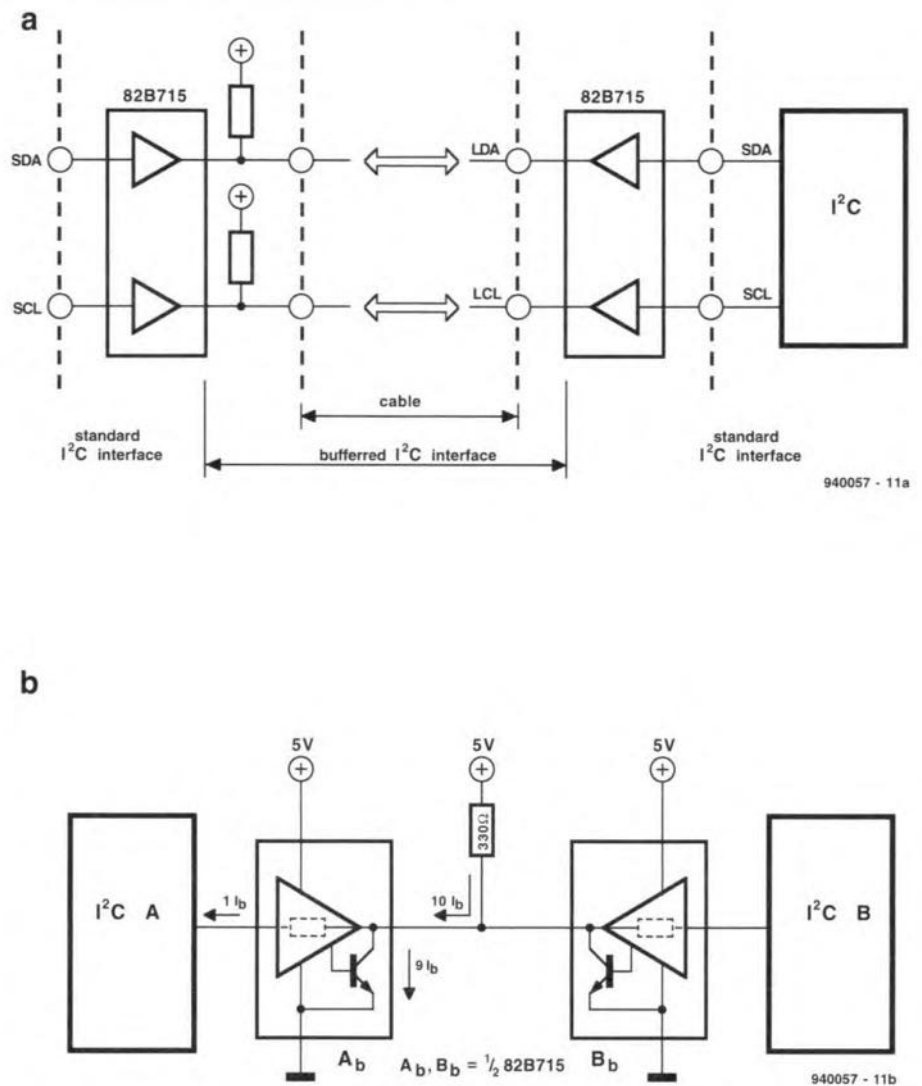 a
82B715
82B715
SDA
LDA
SDA
I²C
SCL
LCL
SCL
cable
standard
I²C interface
bufferred I²C interface
standard
I²C interface
940057 - 11a
b
5V
5V
5V
330Ω
I²C A
1 Ib
10 Ib
9 Ib
I²C B
Ab
Ab, Bb = ½ 82B715
Bb
940057 - 11b